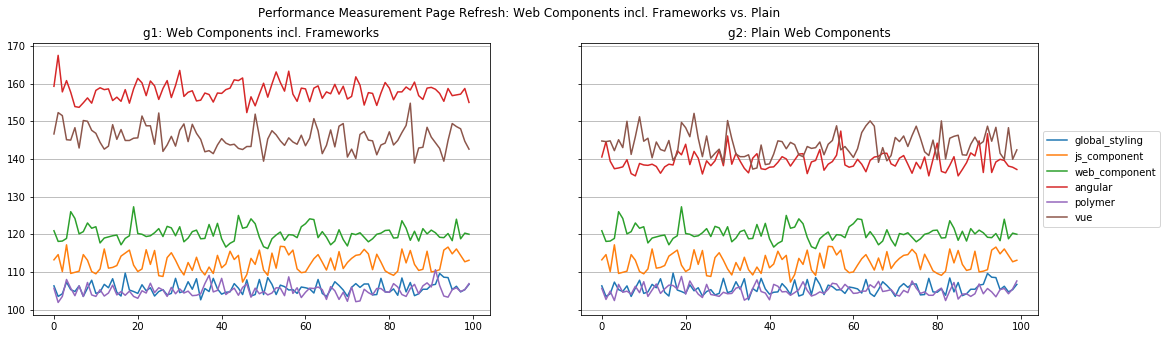 Performance Measurement Page Refresh: Web Components incl. Frameworks vs. Plain
g1: Web Components incl. Frameworks
g2: Plain Web Components
170
160
150
140
130
120
110
100
0
20
40
60
80
100
0
20
40
60
80
100
global_styling
js_component
web_component
angular
polymer
vue